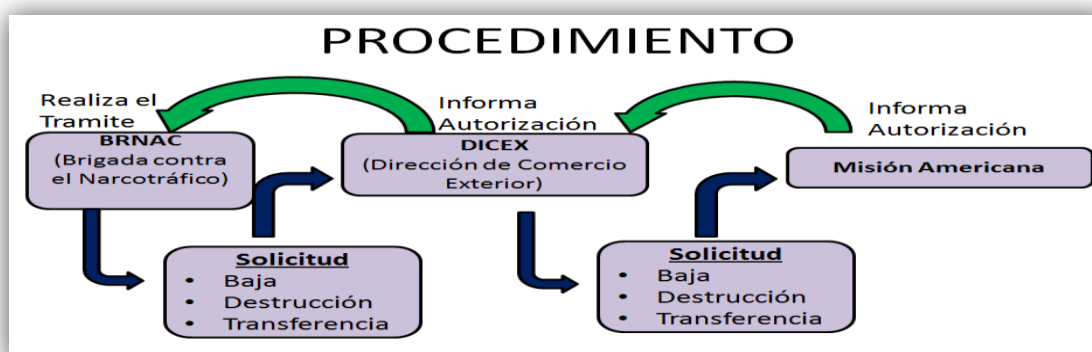 PROCEDIMIENTO
Realiza el
Tramite
BRNAC
(Brigada contra
el Narcotráfico)
Informa
Autorización
DICEX
(Dirección de Comercio
Exterior)
Informa
Autorización
Misión Americana
Solicitud
• Baja
• Destrucción
• Transferencia
Solicitud
• Baja
• Destrucción
• Transferencia